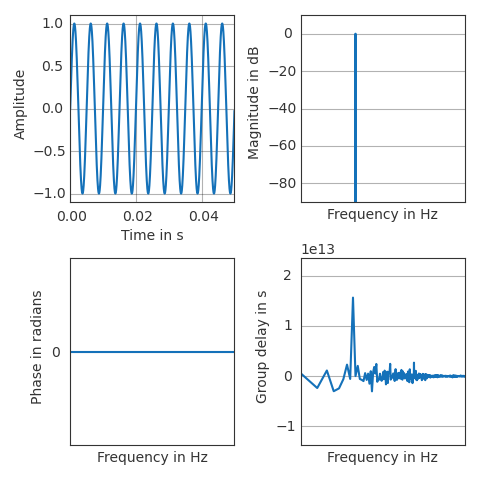 Amplitude
1.0
0.5
0.0
−0.5
−1.0
0.00
0.02
0.04
Time in s
Magnitude in dB
0
−20
−40
−60
−80
Frequency in Hz
Phase in radians
0
Frequency in Hz
1e13
Group delay in s
2
1
0
−1
Frequency in Hz